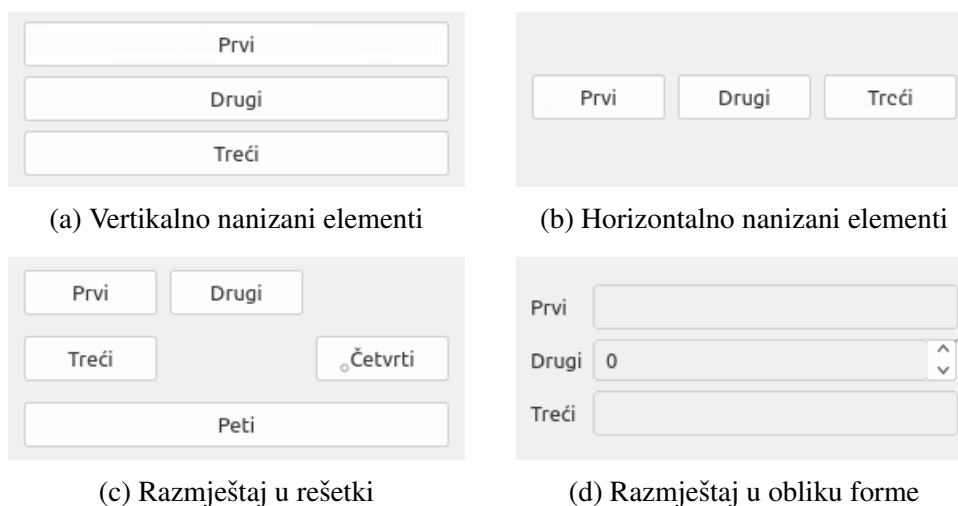 Prvi
Drugi
Treći
(a) Vertikalno nanizani elementi
Prvi Drugi Treći
(b) Horizontalno nanizani elementi
Prvi Drugi
Treći Četvrti
Peti
(c) Razmještaj u rešetki
Prvi
Drugi 0
Treći
(d) Razmještaj u obliku forme